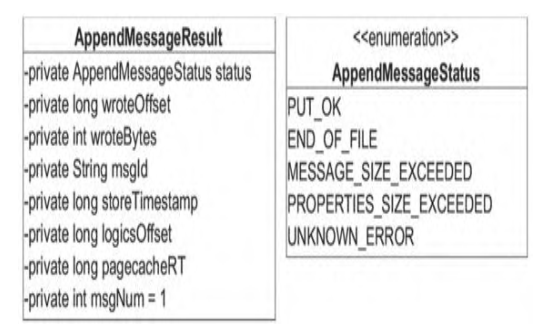 AppendMessageResult
-private AppendMessageStatus status
-private long wroteOffset
-private int wroteBytes
-private String msgId
-private long storeTimestamp
-private long logicsOffset
-private long pagecacheRT
-private int msgNum = 1
<<enumeration>>
AppendMessageStatus
PUT_OK
END_OF_FILE
MESSAGE_SIZE_EXCEEDED
PROPERTIES_SIZE_EXCEEDED
UNKNOWN_ERROR